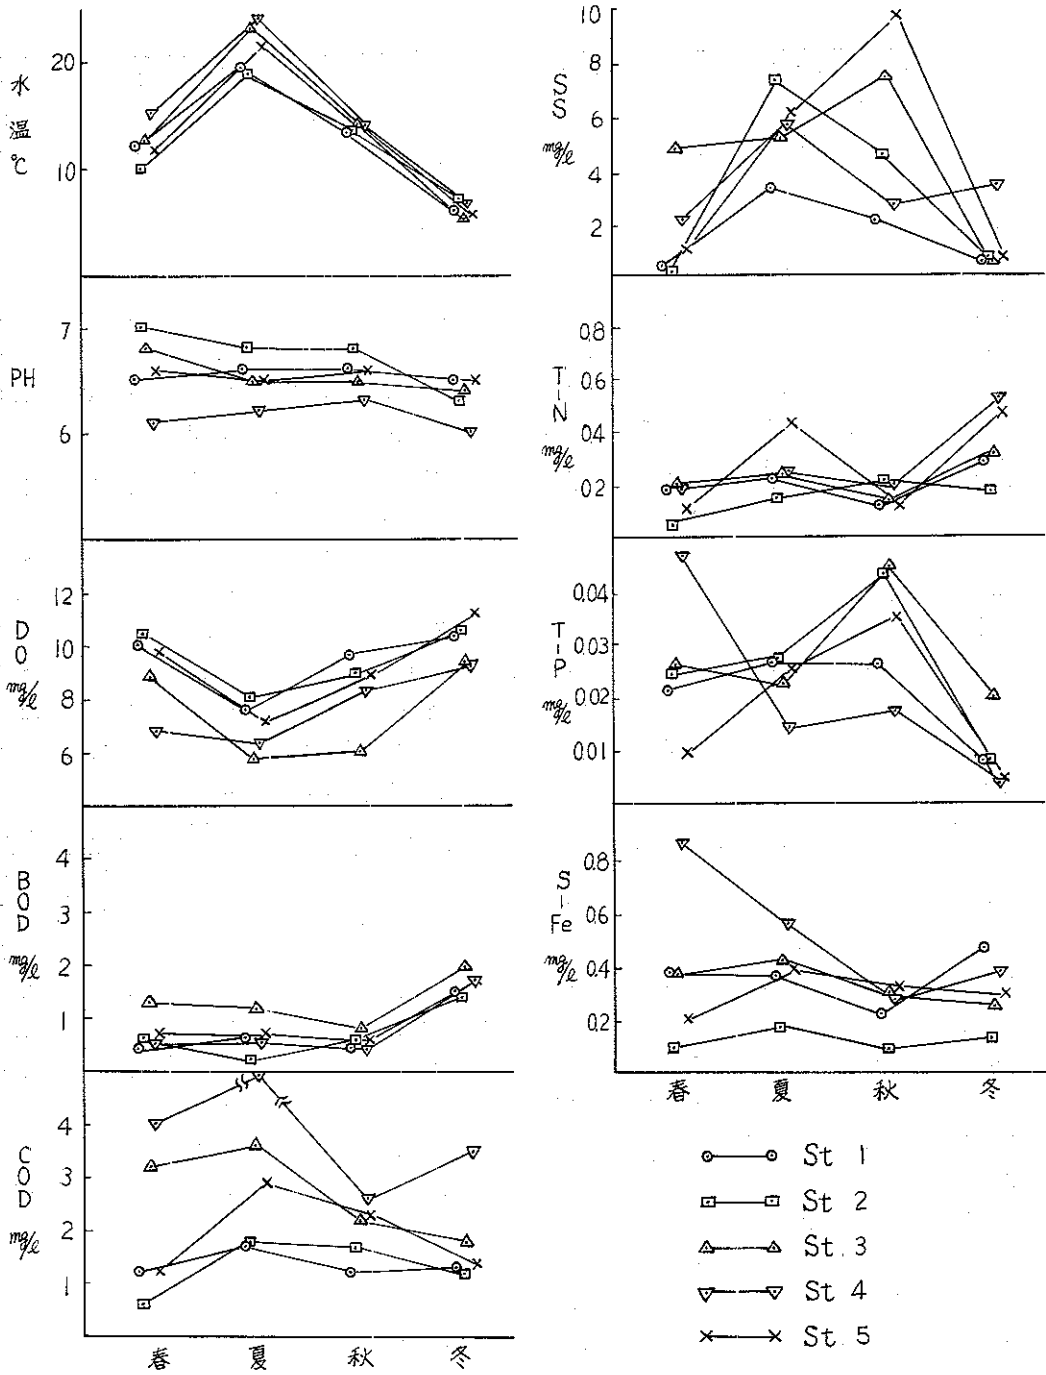 水温 ℃
20
10
PH
7
6
DO mg/ℓ
12
10
8
6
BOD mg/ℓ
4
3
2
1
COD mg/ℓ
4
3
2
1
春 夏 秋 冬
SS mg/ℓ
10
8
6
4
2
T-N mg/ℓ
0.8
0.6
0.4
0.2
T-P mg/ℓ
0.04
0.03
0.02
0.01
S-Fe mg/ℓ
0.8
0.6
0.4
0.2
春 夏 秋 冬
St 1
St 2
St. 3
St 4
St 5